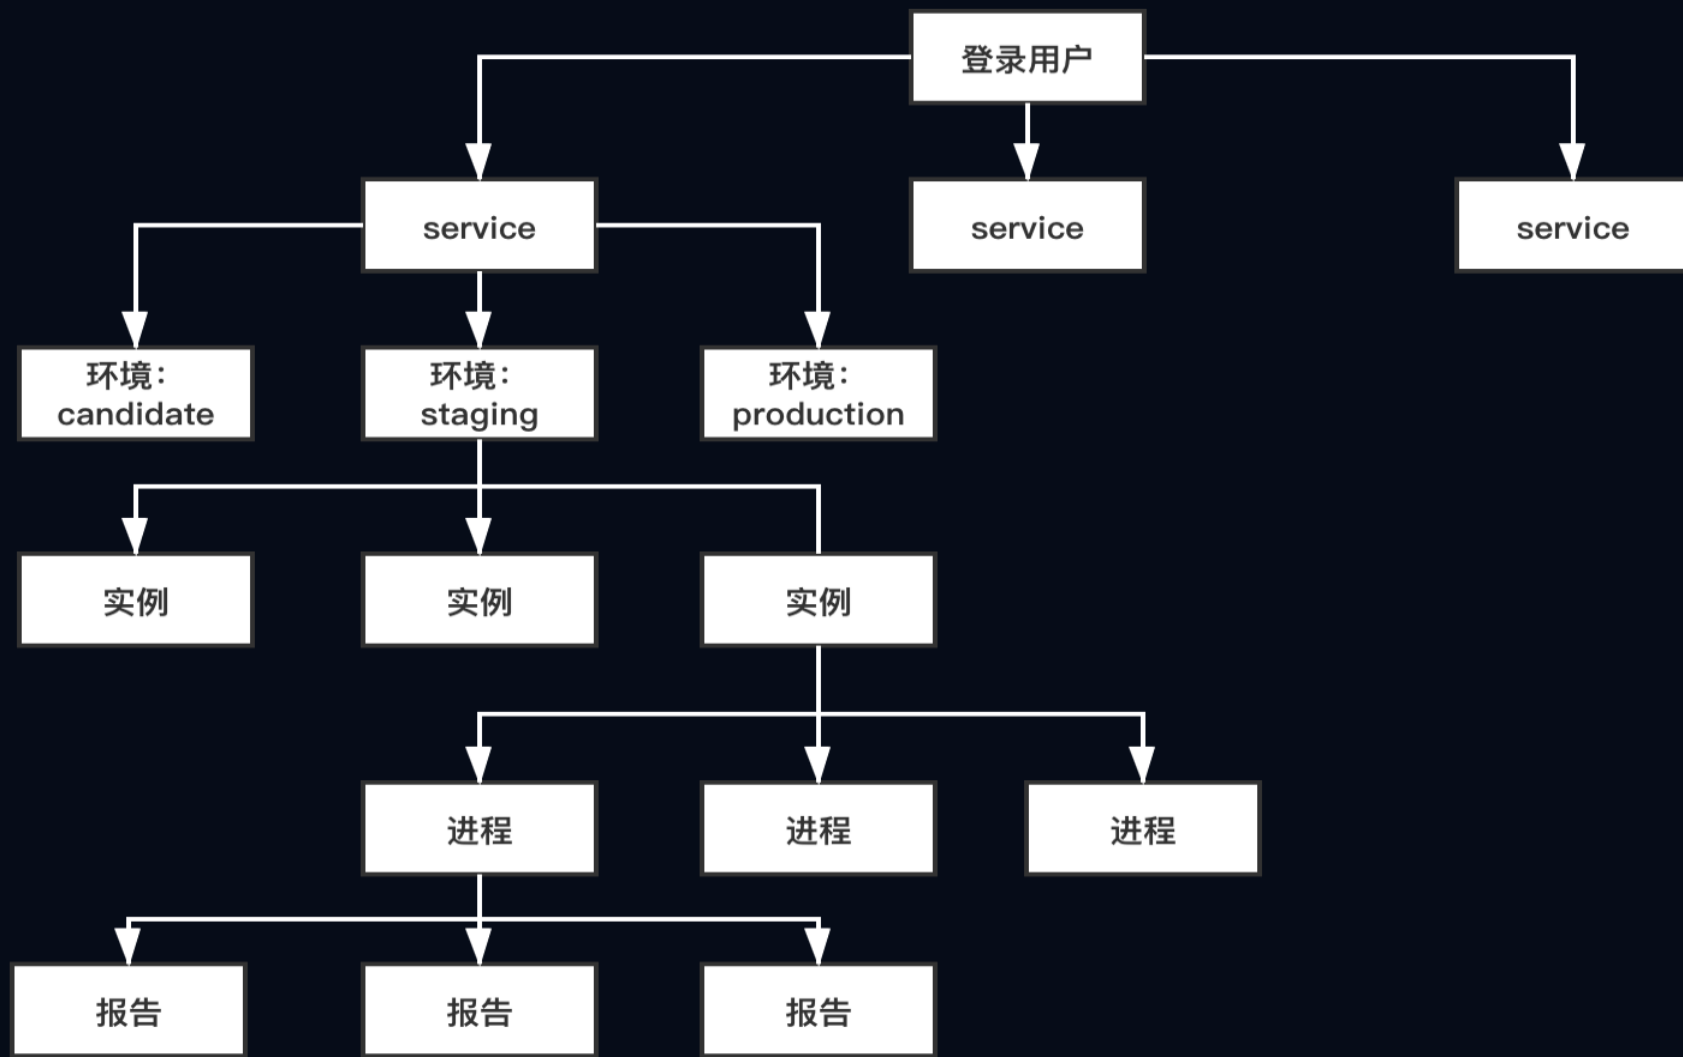 登录用户
service
service
service
环境：
candidate
环境：
staging
环境：
production
实例
实例
实例
进程
进程
进程
报告
报告
报告